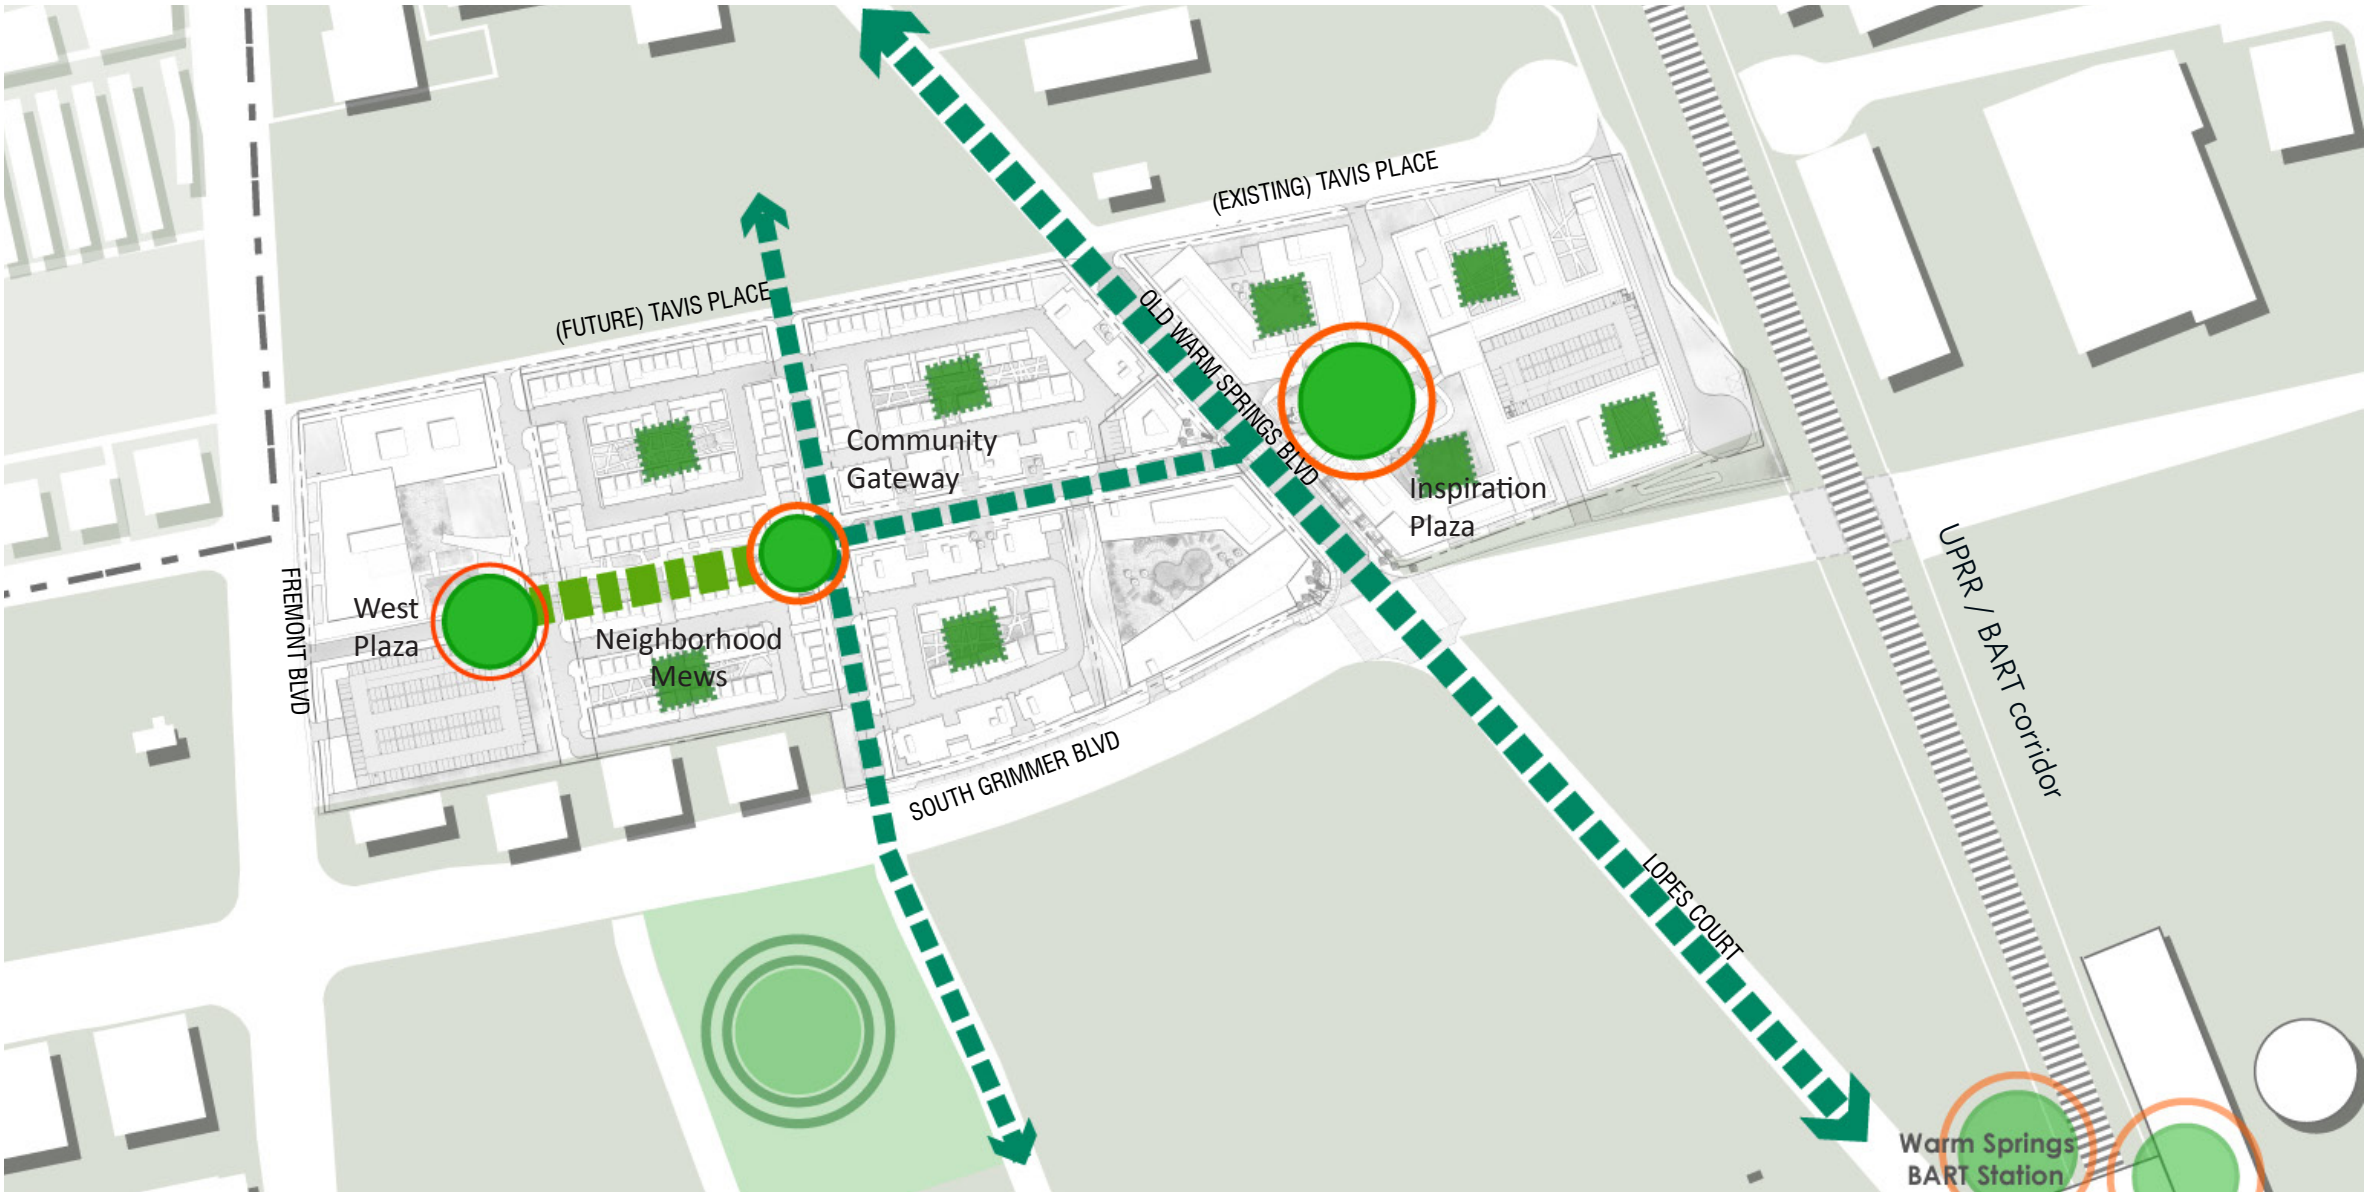 (EXISTING) TAVIS PLACE
(FUTURE) TAVIS PLACE
OLD WARM SPRINGS BLVD
Community
Gateway
Inspiration
Plaza
UPRR / BART corridor
FREMONT BLVD
West
Plaza
Neighborhood
Mews
SOUTH GRIMMER BLVD
LOPES COURT
Warm Springs
BART Station